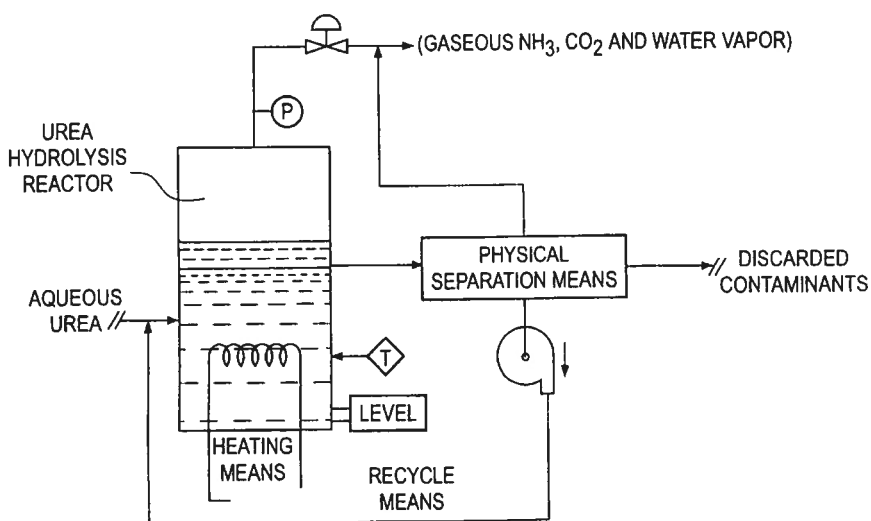 (GASEOUS NH3, CO2 AND WATER VAPOR)
P
UREA
HYDROLYSIS
REACTOR
PHYSICAL
SEPARATION MEANS
DISCARDED
CONTAMINANTS
AQUEOUS
UREA
T
LEVEL
HEATING
MEANS
RECYCLE
MEANS